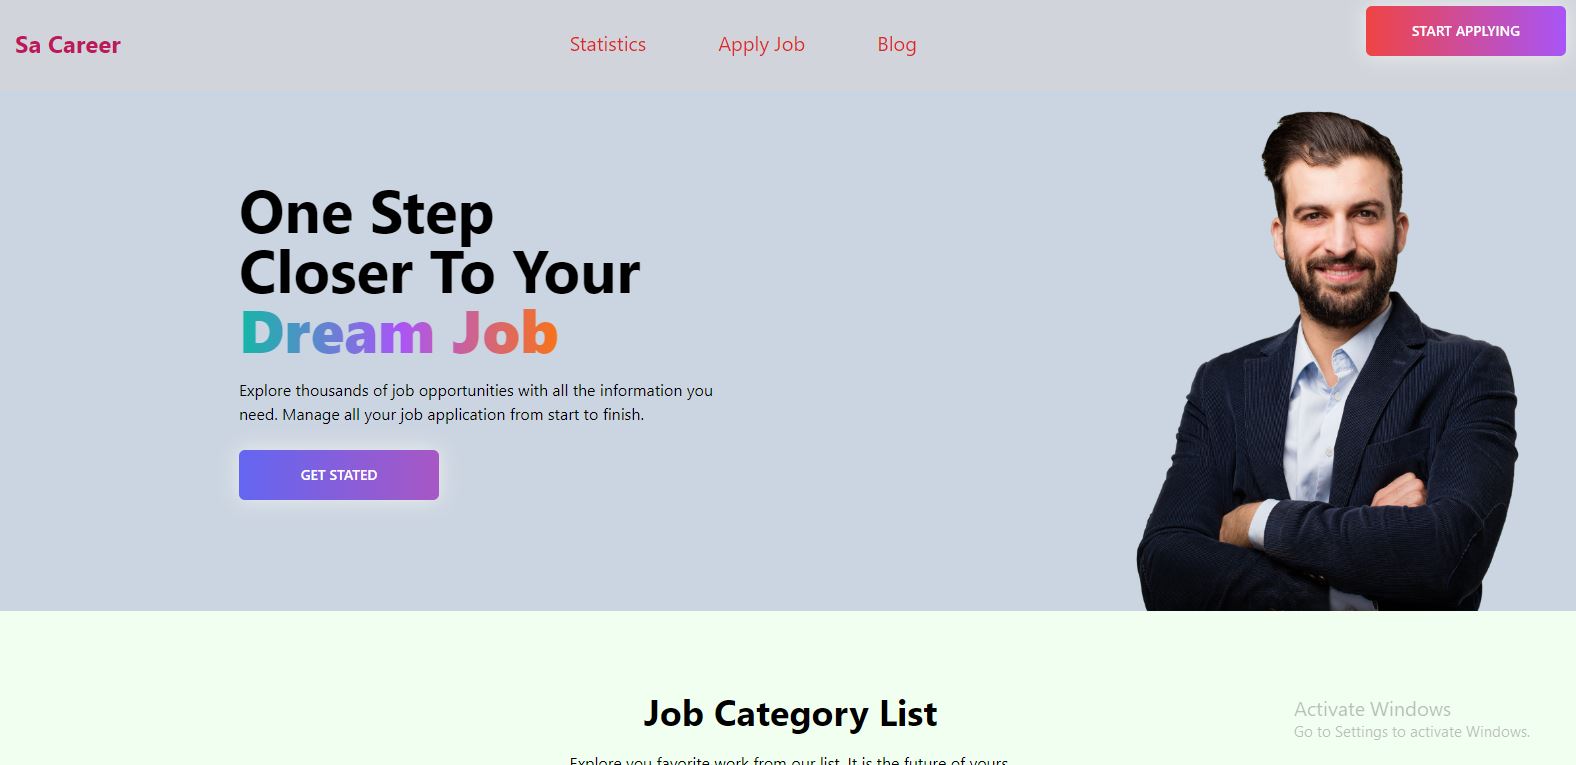 Sa Career
Statistics
Apply Job
Blog
START APPLYING
One Step
Closer To Your
Dream Job
Explore thousands of job opportunities with all the information you
need. Manage all your job application from start to finish.
GET STATED
Job Category List
Activate Windows
Go to Settings to activate Windows.
Explore you favorite work from our list. It is the future of yours